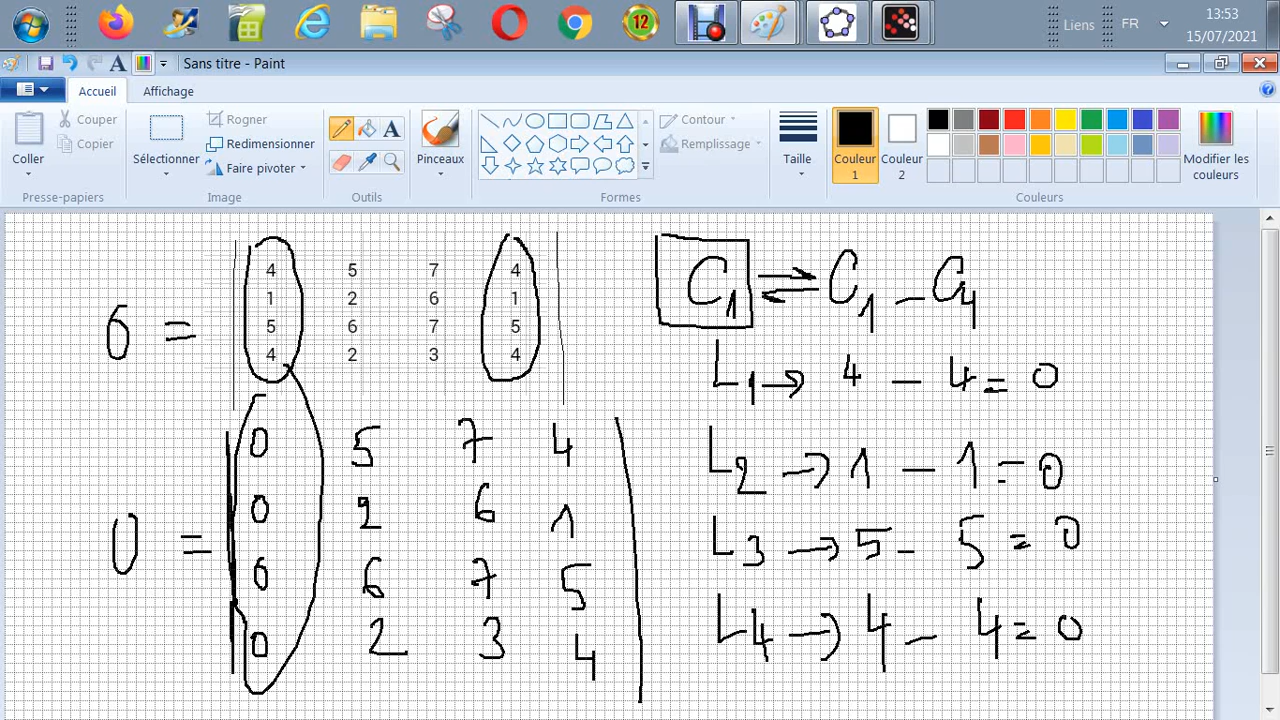 13:53
Liens FR
15/07/2021
12
Sans titre - Paint
Accueil Affichage
Couper Rogner Contour
Copier Redimensionner Remplissage
Coller Sélectionner Faire pivoter Pinceaux Taille Couleur 1 Couleur 2 Modifier les couleurs
Presse-papiers Image Outils Formes Couleurs
4 5 7 4
1 2 6 1
5 6 7 5
4 2 3 4
0 =
0 5 7 4
0 2 6 1
0 6 7 5
0 2 3 4
0 =
C1 ⇌ C1 - C4
L1 → 4 - 4 = 0
L2 → 1 - 1 = 0
L3 → 5 - 5 = 0
L4 → 4 - 4 = 0